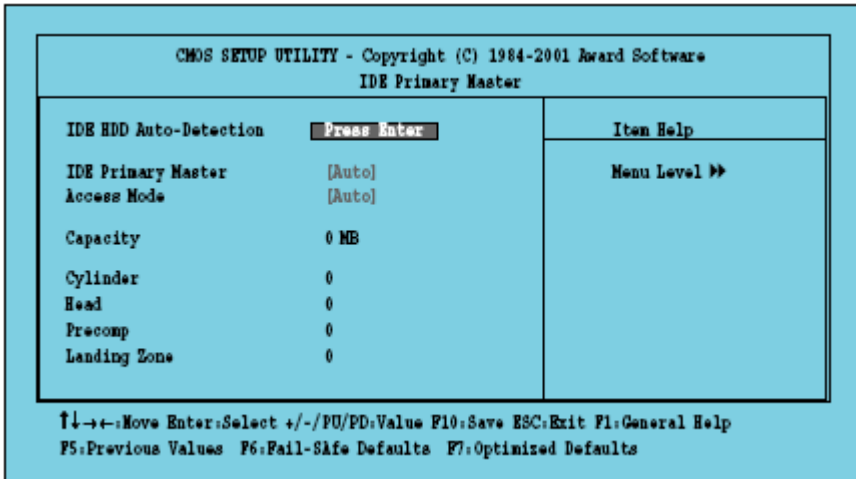 CMOS SETUP UTILITY - Copyright (C) 1984-2001 Award Software
IDE Primary Master
IDE HDD Auto-Detection Press Enter
IDE Primary Master [Auto]
Access Mode [Auto]
Capacity 0 MB
Cylinder 0
Head 0
Precomp 0
Landing Zone 0
Item Help
Menu Level ▶▶
↑↓→←:Move Enter:Select +/-/PU/PD:Value F10:Save ESC:Exit F1:General Help
F5:Previous Values F6:Fail-SAfe Defaults F7:Optimized Defaults